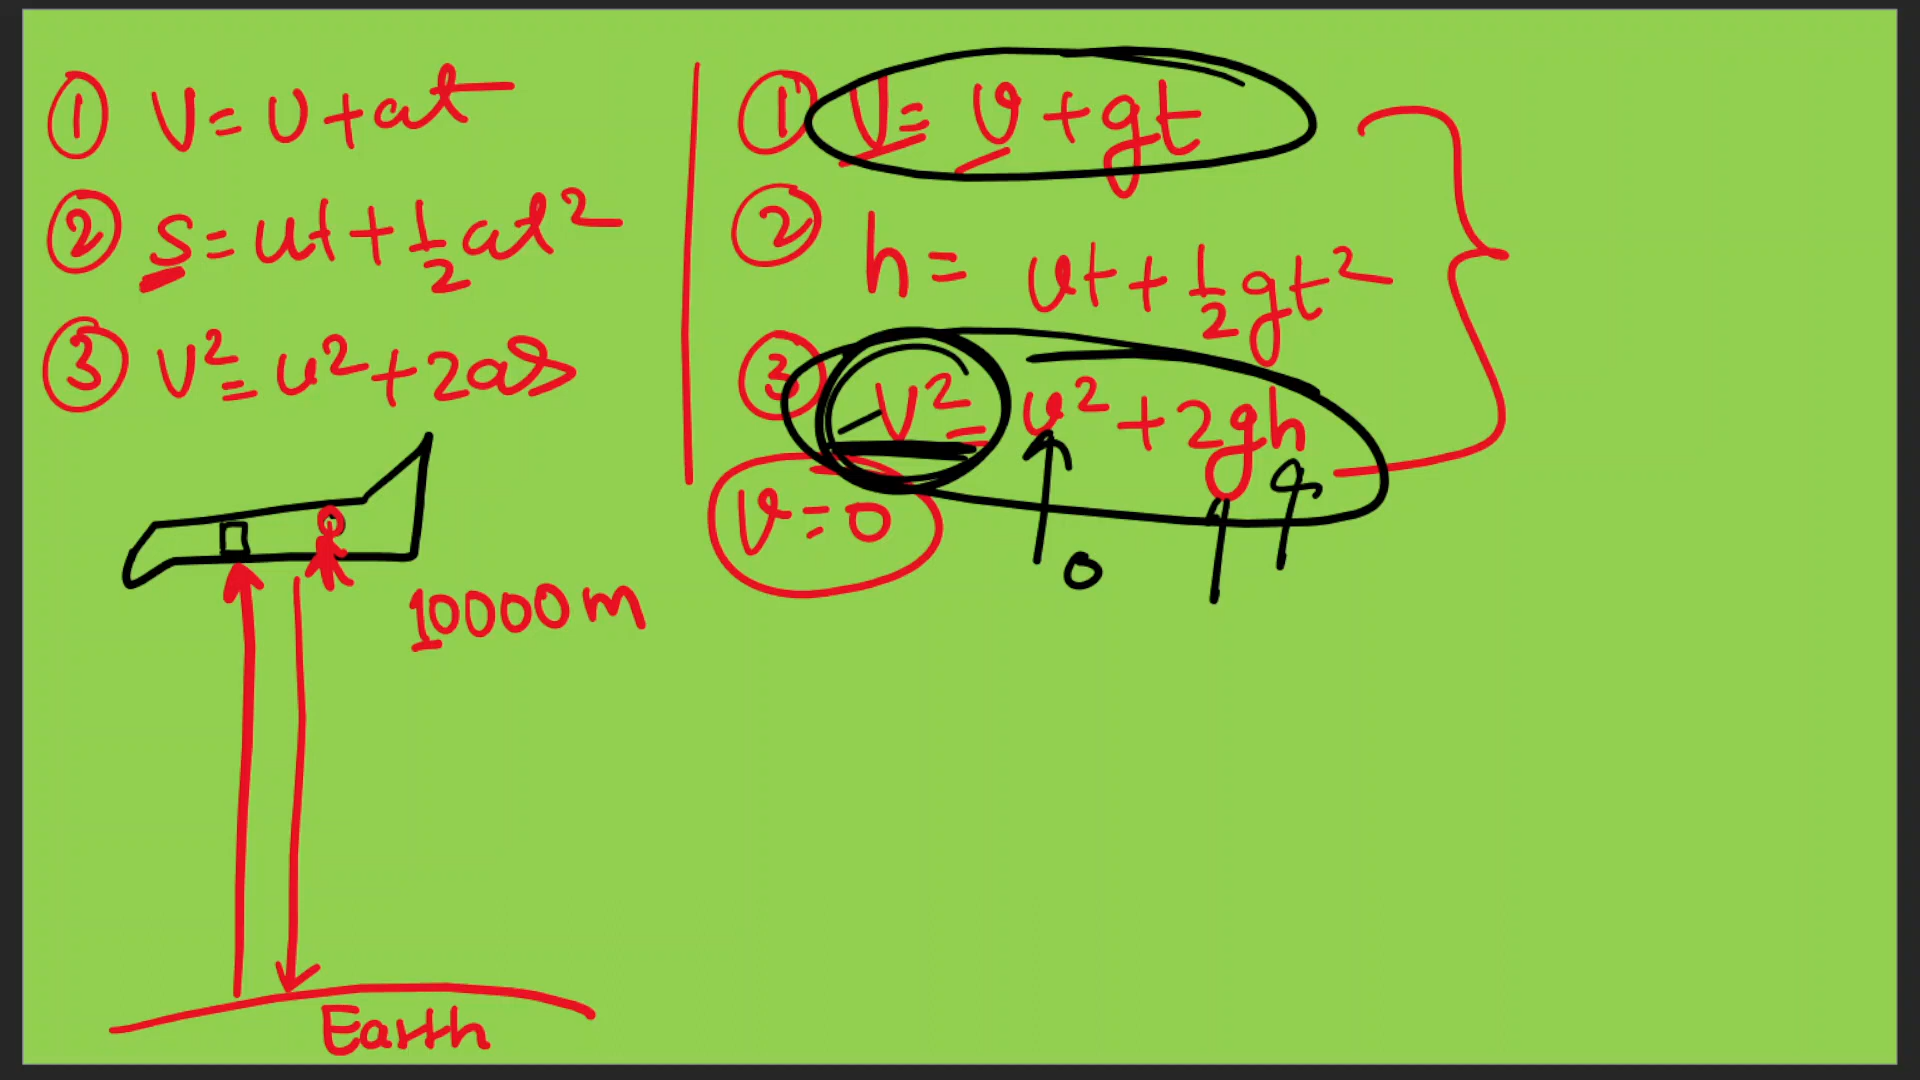 ① V = U + at
② s = ut + 1/2 at²
③ v² = u² + 2as
10000m
Earth
① V = u + gt
② h = ut + 1/2 gt²
③ v² = u² + 2gh
u = 0
0